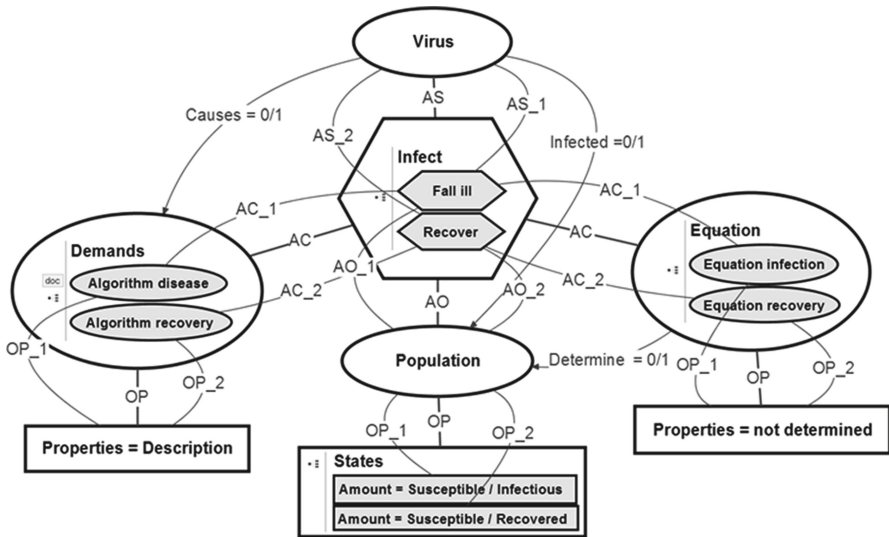 Virus
AS
AS_1
Causes = 0/1
AS_2
Infected =0/1
Infect
Fall ill
AC_1
AC_1
Recover
AC
AC
Demands
Equation
doc
Algorithm disease
AO_1
Equation infection
AC_2
AO
AO_2
AC_2
Algorithm recovery
Equation recovery
OP_1
OP_2
Population
Determine = 0/1
OP_1
OP
OP_2
OP
OP_1
OP
OP_2
Properties = Description
Properties = not determined
States
Amount = Susceptible / Infectious
Amount = Susceptible / Recovered